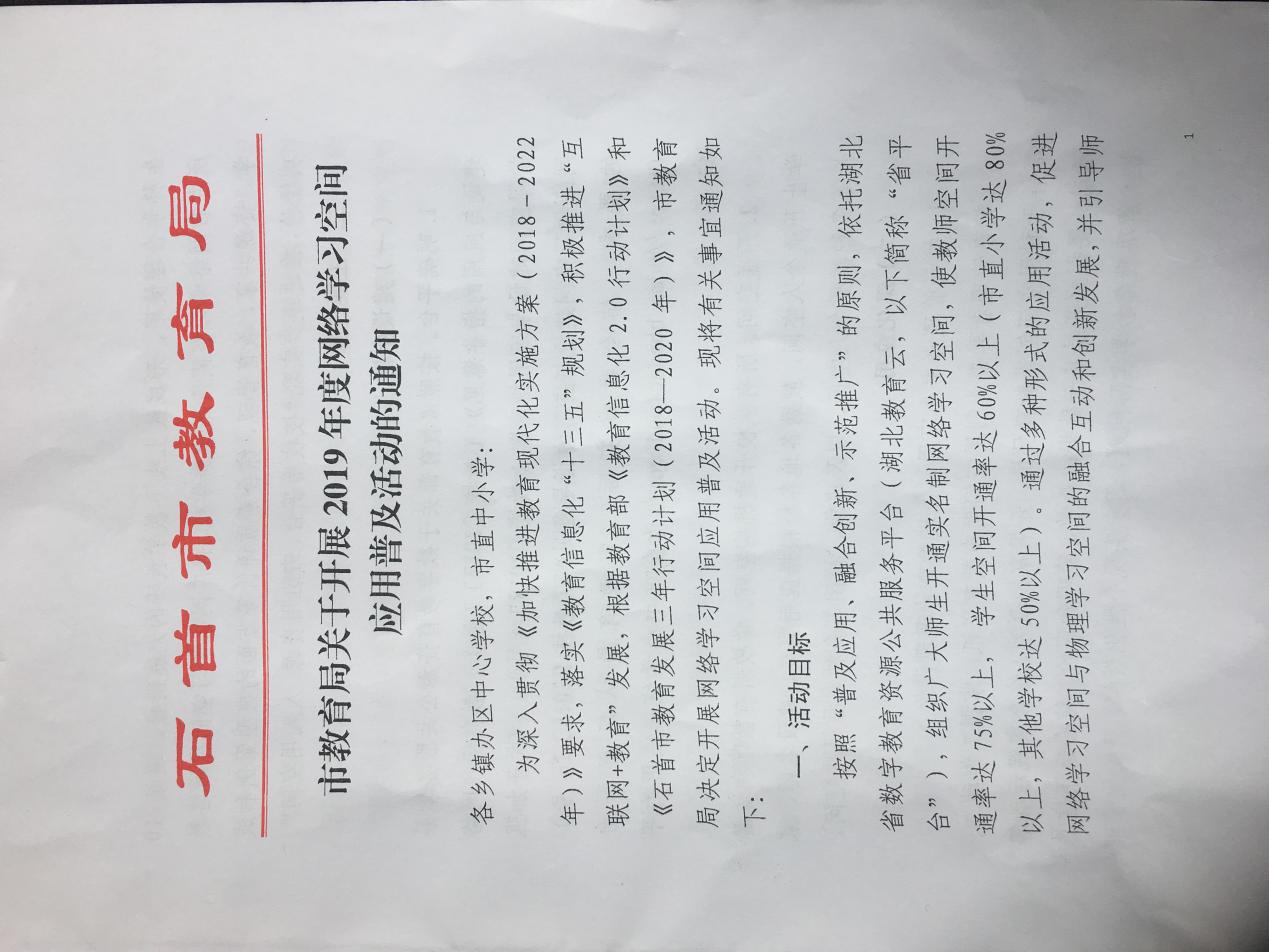 石首市教育局
市教育局关于开展2019年度网络学习空间
应用普及活动的通知
各乡镇办区中心学校，市直中小学：
为深入贯彻《加快推进教育现代化实施方案（2018-2022
年）》要求，落实《教育信息化“十三五”规划》，积极推进“互
联网+教育”发展，根据教育部《教育信息化2.0行动计划》和
《石首市教育发展三年行动计划（2018—2020年）》，市教育
局决定开展网络学习空间应用普及活动。现将有关事宜通知如
下：
一、活动目标
按照“普及应用、融合创新、示范推广”的原则，依托湖北
省数字教育资源公共服务平台（湖北教育云，以下简称“省平
台”），组织广大师生开通实名制网络学习空间，使教师空间开
通率达75%以上，学生空间开通率达60%以上（市直小学达80%
以上，其他学校达50%以上）。通过多种形式的应用活动，促进
网络学习空间与物理学习空间的融合互动和创新发展，并引导师
1